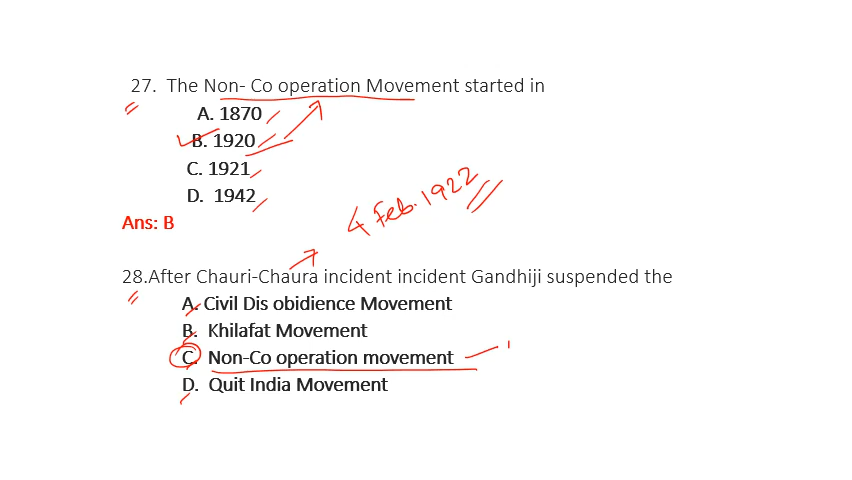 27. The Non- Co operation Movement started in
A. 1870
B. 1920
C. 1921
D. 1942
Ans: B
4 Feb. 1922
28.After Chauri-Chaura incident incident Gandhiji suspended the
A. Civil Dis obidience Movement
B. Khilafat Movement
C. Non-Co operation movement
D. Quit India Movement